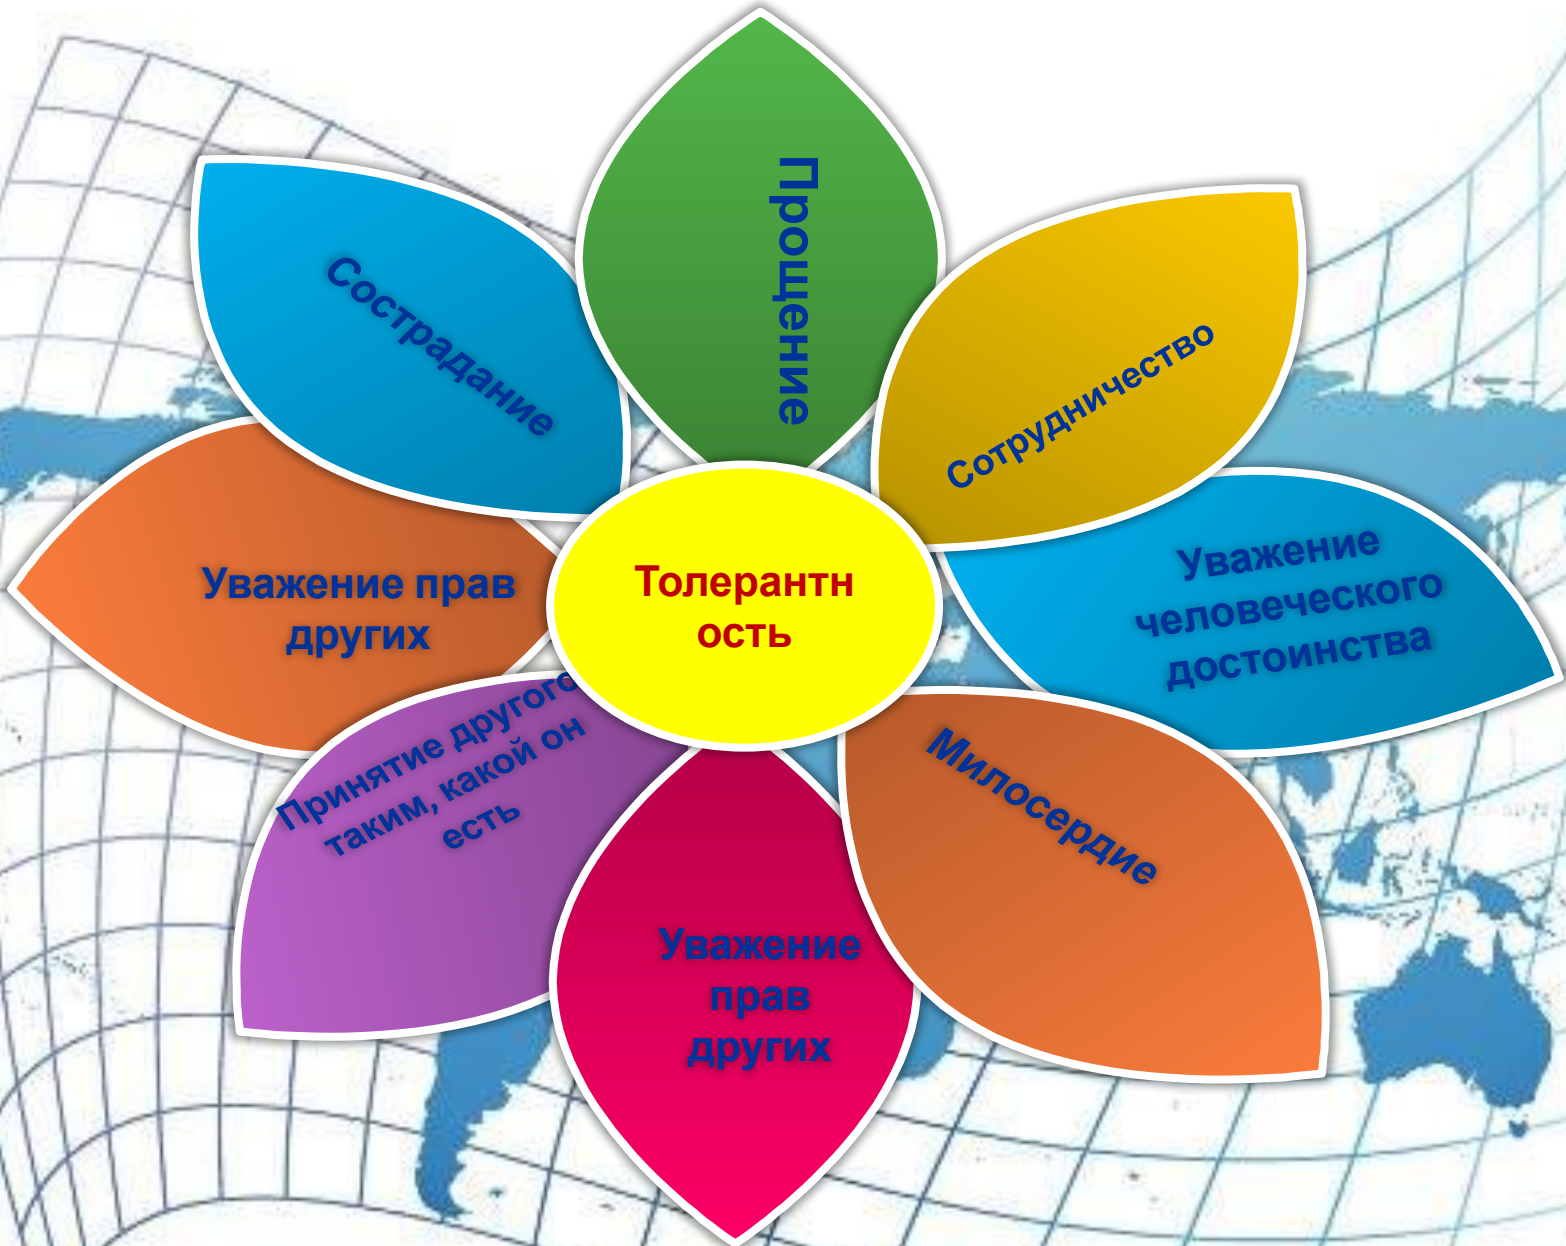 Прощение
Сострадание
Сотрудничество
Уважение
человеческого
достоинства
Уважение прав
других
Толерантн
ость
Принятие другого
таким, какой он
есть
Милосердие
Уважение
прав
других